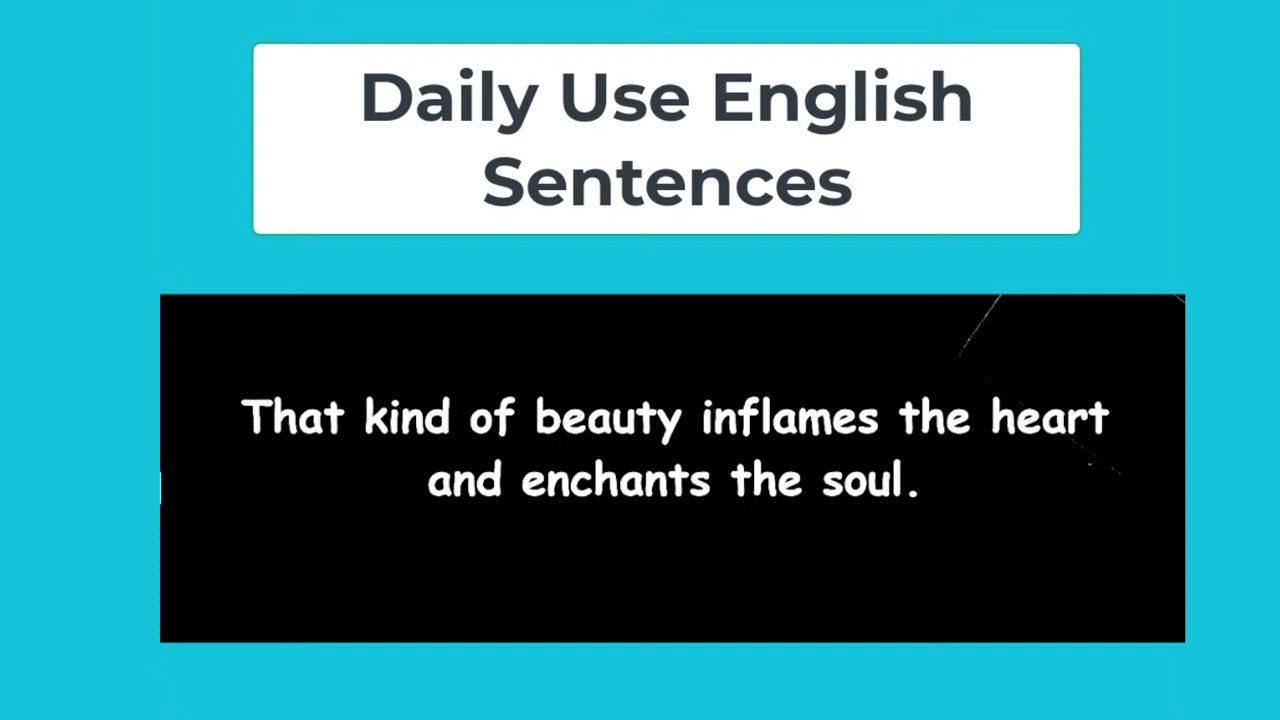 Daily Use English
Sentences
That kind of beauty inflames the heart
and enchants the soul.